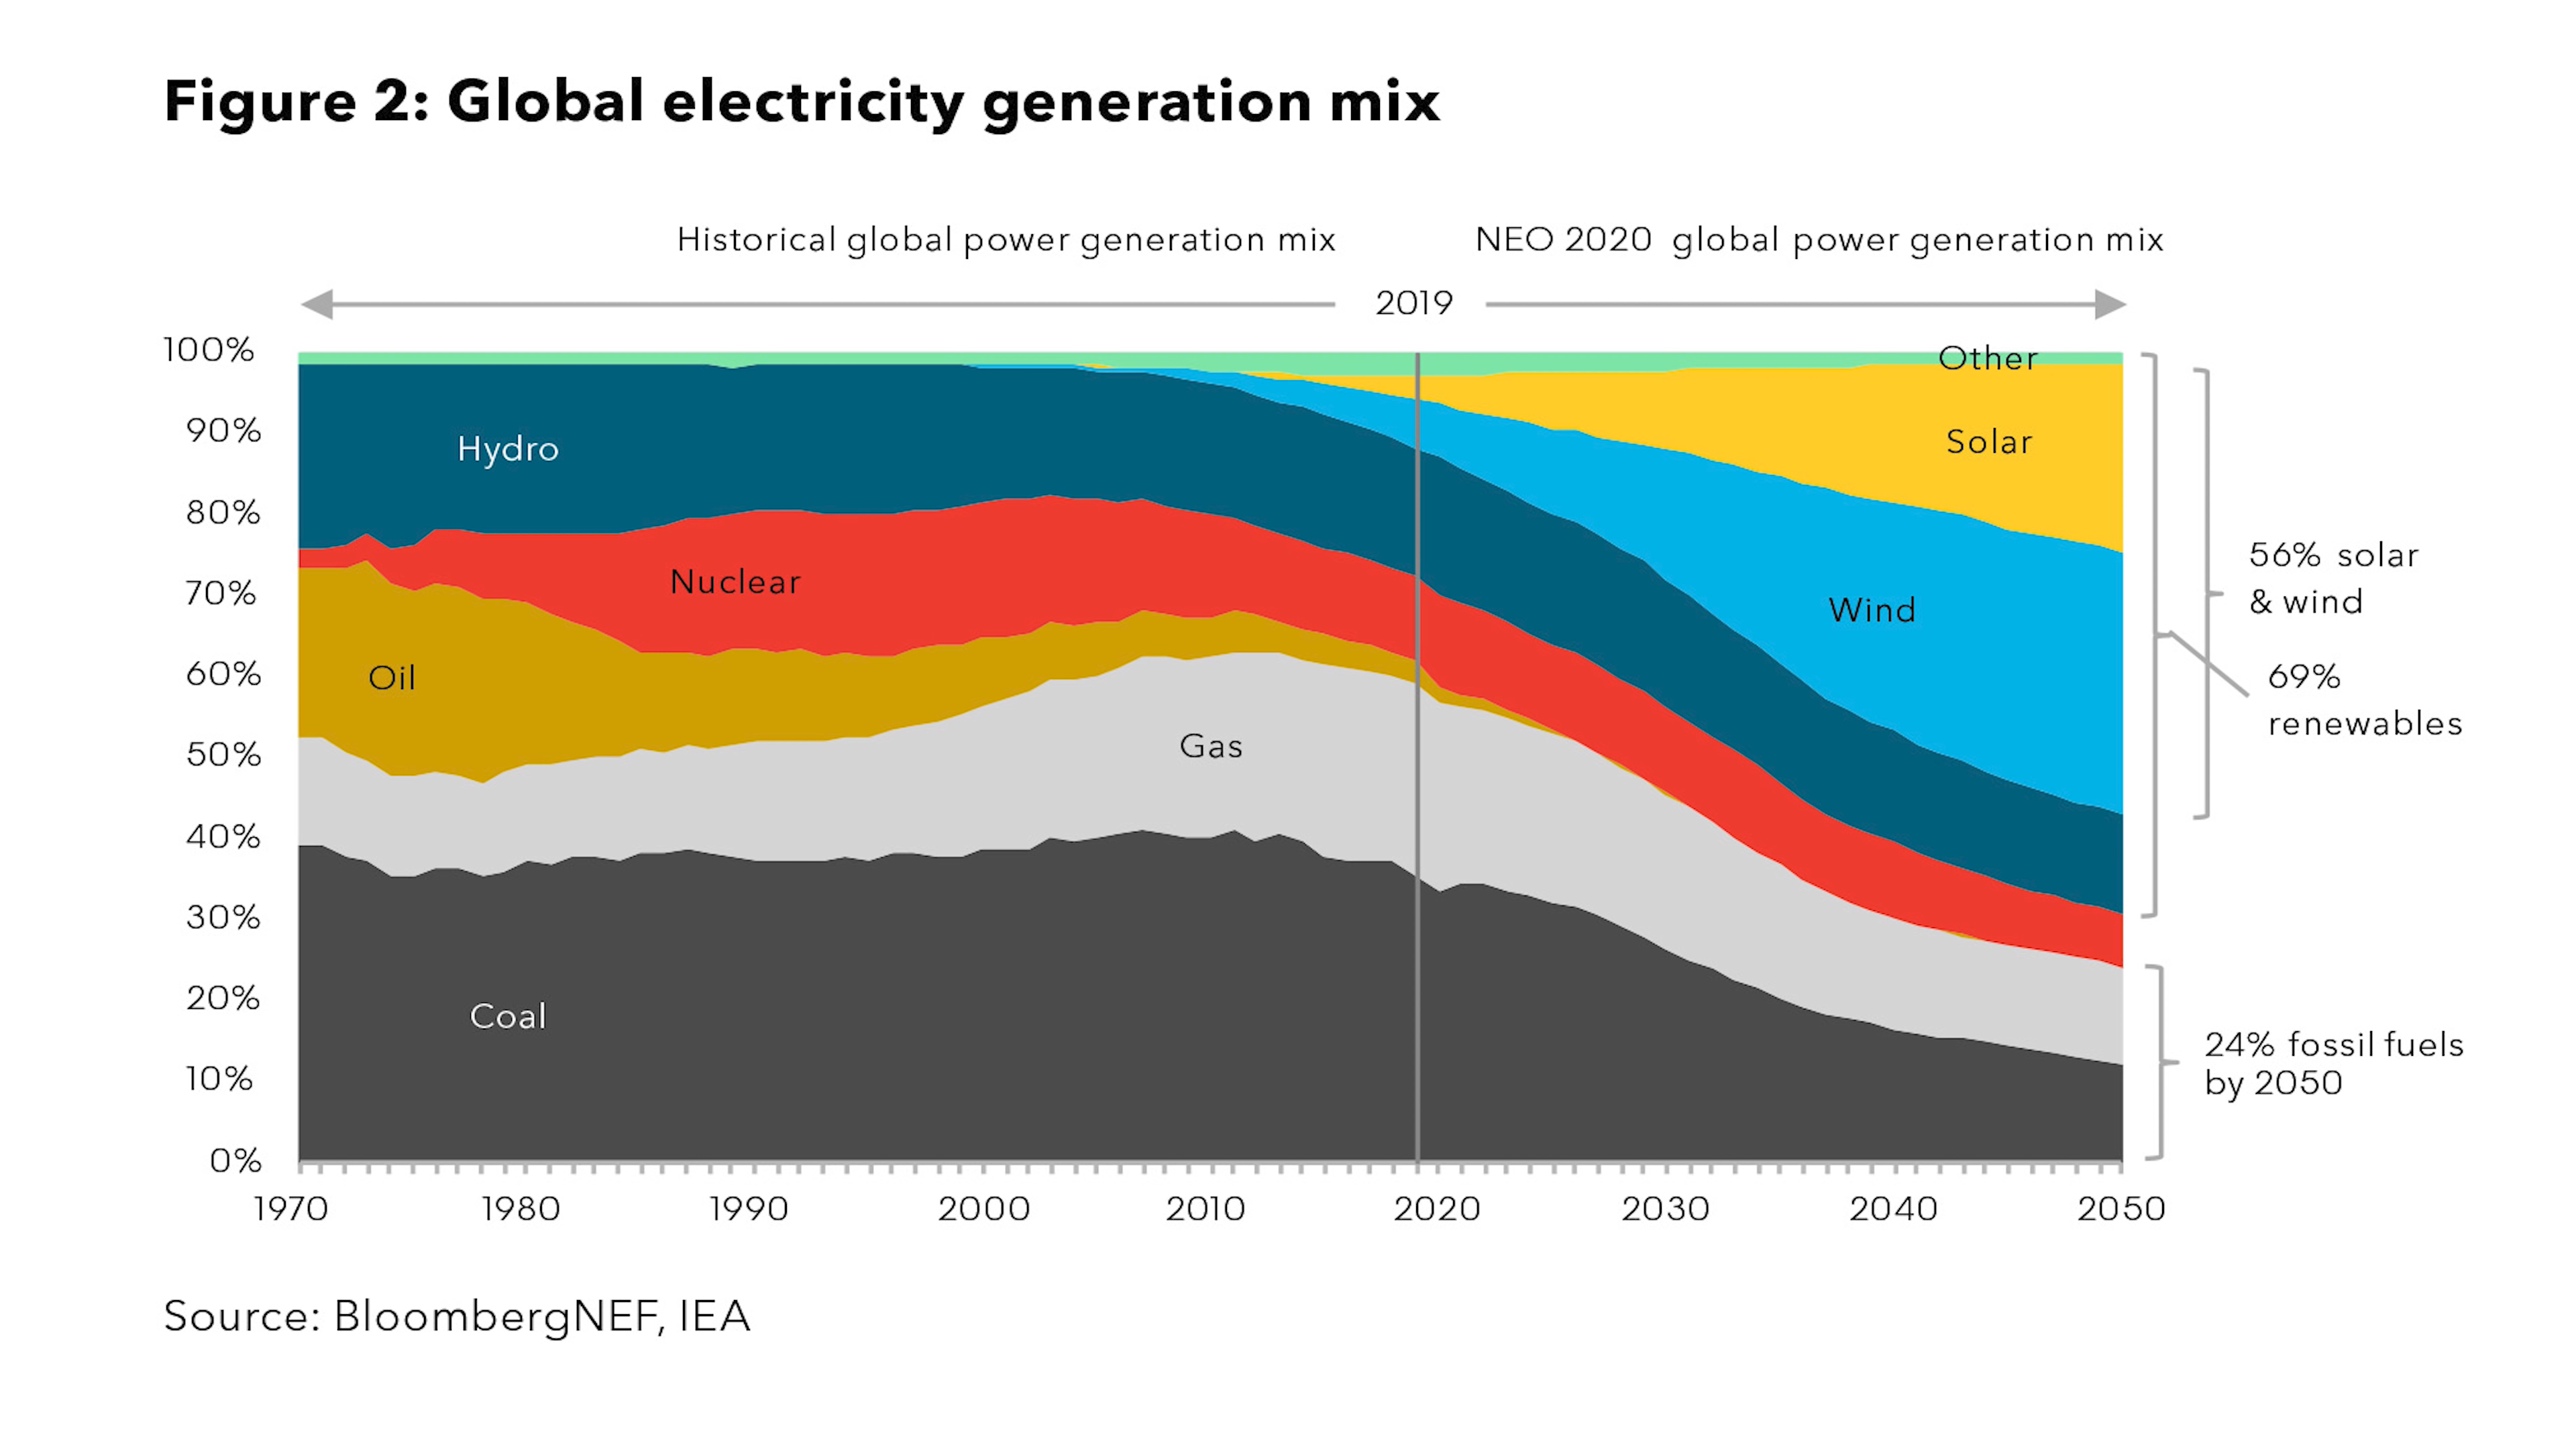 Figure 2: Global electricity generation mix
Historical global power generation mix
NEO 2020 global power generation mix
2019
100%
90%
80%
70%
60%
50%
40%
30%
20%
10%
0%
Other
Solar
Hydro
Nuclear
Wind
Oil
Gas
Coal
56% solar
& wind
69%
renewables
24% fossil fuels
by 2050
1970
1980
1990
2000
2010
2020
2030
2040
2050
Source: BloombergNEF, IEA